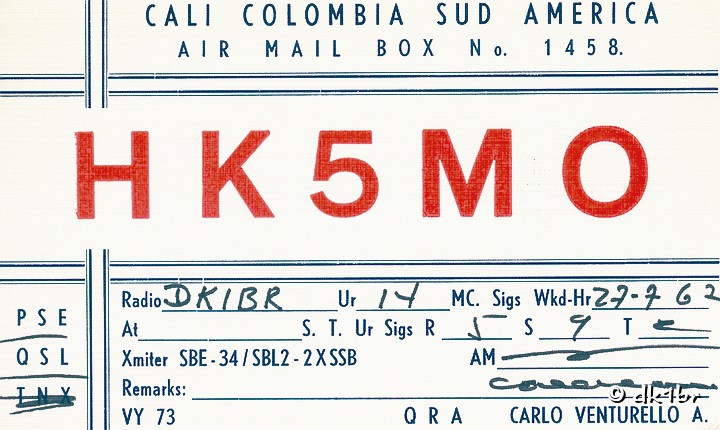 CALI COLOMBIA SUD AMERICA
AIR MAIL BOX No. 1458.
HK5MO
Radio DK1BR Ur 14 MC. Sigs Wkd-Hr 27-7 62
PSE
At S. T. Ur Sigs R 5 S 9 T
QSL
Xmiter SBE-34/SBL2-2XSSB AM
TNX
Remarks:
VY 73 QRA CARLO VENTURELLO A.
© dk4br